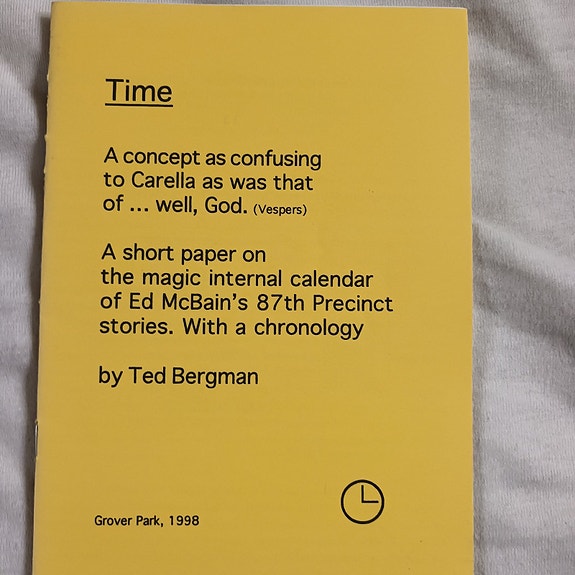 Time
A concept as confusing
to Carella as was that
of ... well, God. (Vespers)
A short paper on
the magic internal calendar
of Ed McBain's 87th Precinct
stories. With a chronology
by Ted Bergman
Grover Park, 1998